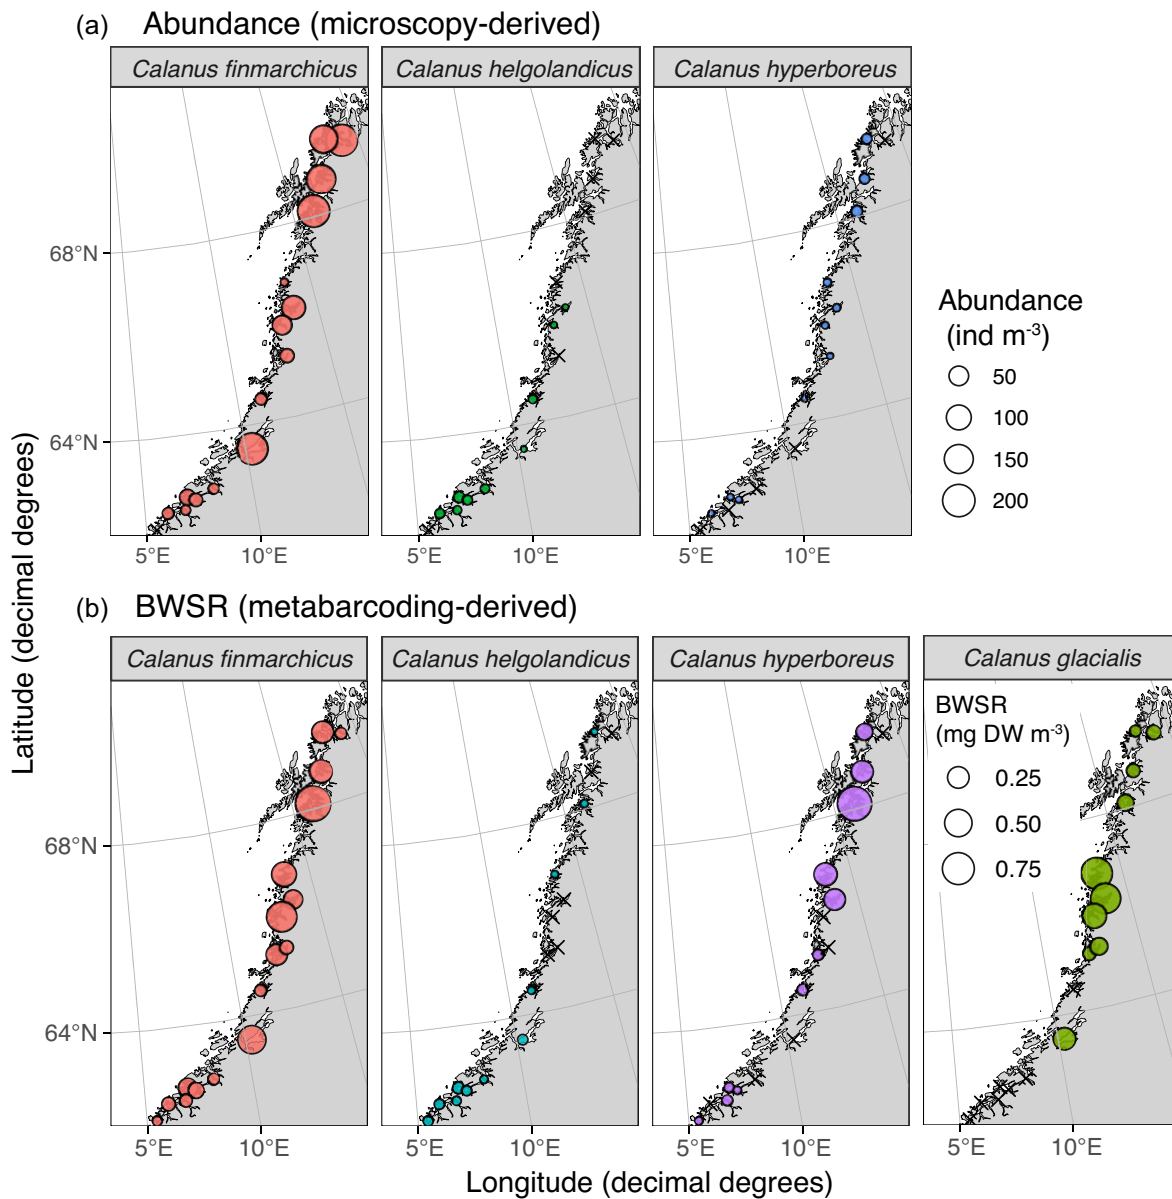 (a) Abundance (microscopy-derived)
Calanus finmarchicus Calanus helgolandicus Calanus hyperboreus
68°N
64°N
5°E 10°E 5°E 10°E 5°E 10°E
Abundance
(ind m-3)
50
100
150
200
Latitude (decimal degrees)
(b) BWSR (metabarcoding-derived)
Calanus finmarchicus Calanus helgolandicus Calanus hyperboreus Calanus glacialis
BWSR
(mg DW m-3)
0.25
0.50
0.75
68°N
64°N
5°E 10°E 5°E 10°E 5°E 10°E 5°E 10°E
Longitude (decimal degrees)